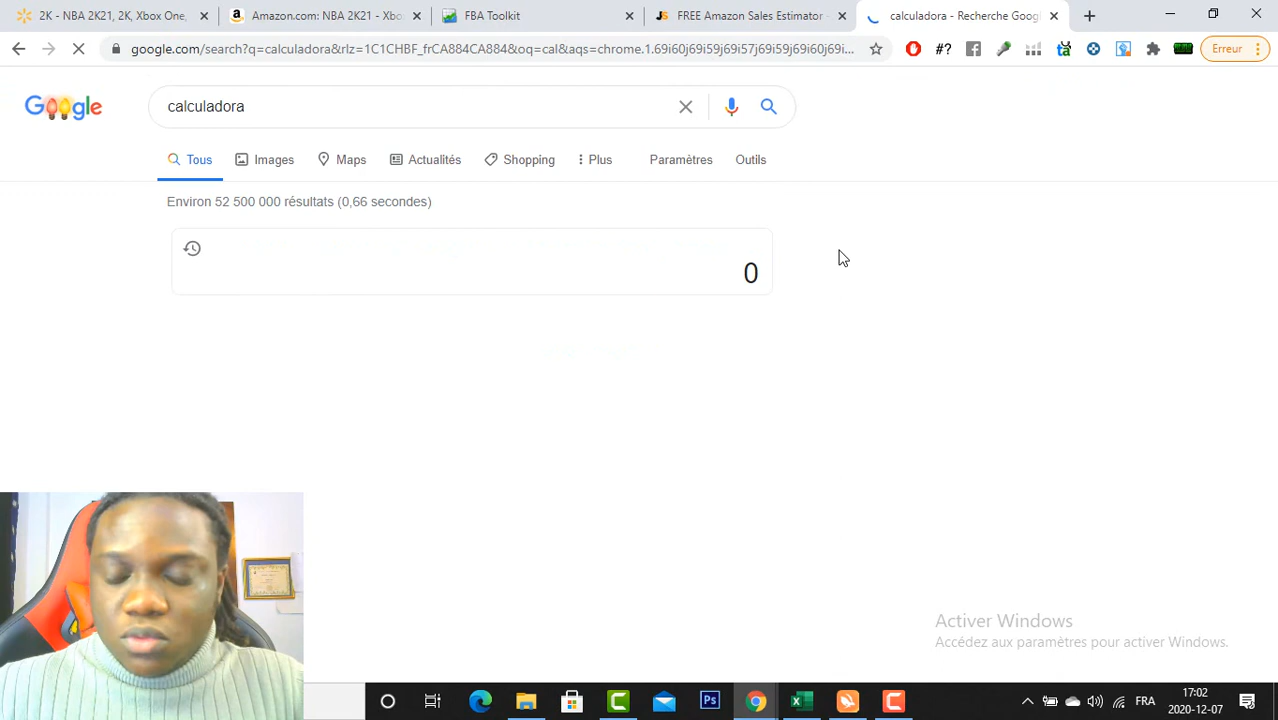 2K - NBA 2K21, 2K, Xbox One,
Amazon.com: NBA 2K21 - Xbo
FBA Toolkit
JS
FREE Amazon Sales Estimator -
calculadora - Recherche Goog
google.com/search?q=calculadora&rlz=1C1CHBF_frCA884CA884&oq=cal&aqs=chrome.1.69i60j69i59j69i57j69i59j69i60j69i...
#?
Erreur
Google
calculadora
Tous
Images
Maps
Actualités
Shopping
Plus
Paramètres
Outils
Environ 52 500 000 résultats (0,66 secondes)
0
Activer Windows
Accédez aux paramètres pour activer Windows.
Ps
FRA
17:02
2020-12-07